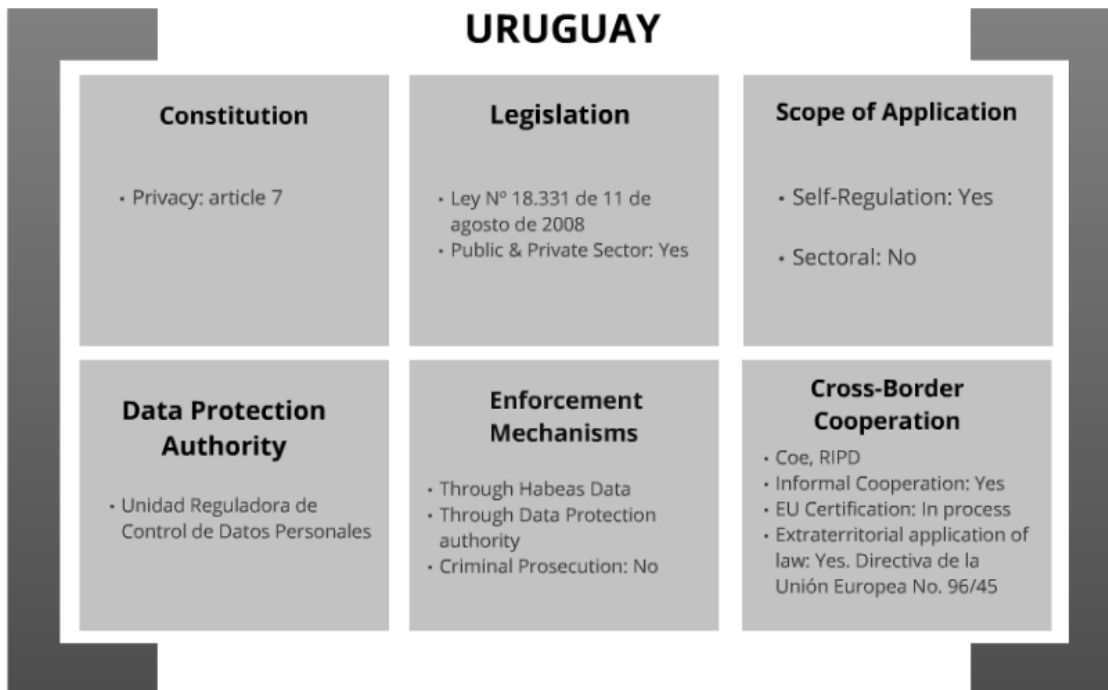 URUGUAY
Constitution
• Privacy: article 7
Legislation
• Ley Nº 18.331 de 11 de
agosto de 2008
• Public & Private Sector: Yes
Scope of Application
• Self-Regulation: Yes
• Sectoral: No
Data Protection
Authority
• Unidad Reguladora de
Control de Datos Personales
Enforcement
Mechanisms
• Through Habeas Data
• Through Data Protection
authority
• Criminal Prosecution: No
Cross-Border
Cooperation
• Coe, RIPD
• Informal Cooperation: Yes
• EU Certification: In process
• Extraterritorial application of
law: Yes. Directiva de la
Unión Europea No. 96/45